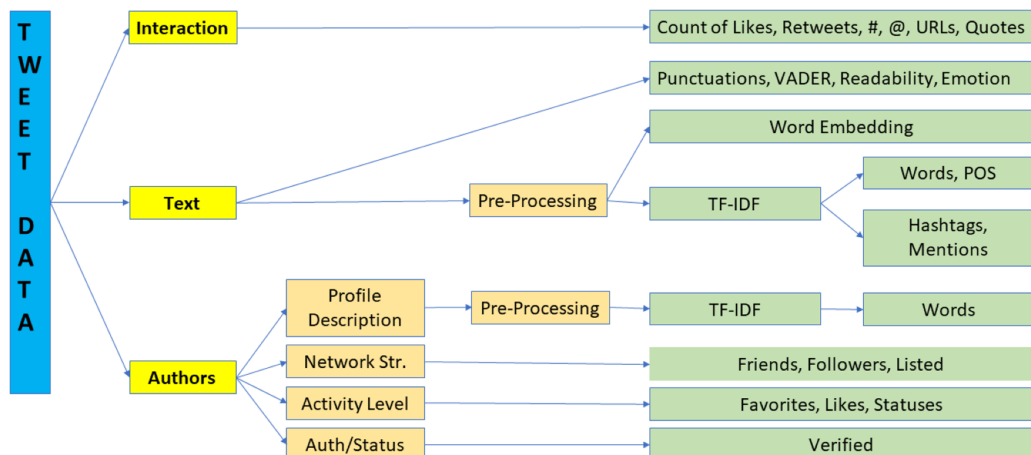 TWEET DATA
Interaction
Count of Likes, Retweets, #, @, URLs, Quotes
Punctuations, VADER, Readability, Emotion
Word Embedding
Text
Pre-Processing
TF-IDF
Words, POS
Hashtags,
Mentions
Profile
Description
Pre-Processing
TF-IDF
Words
Authors
Network Str.
Friends, Followers, Listed
Activity Level
Favorites, Likes, Statuses
Auth/Status
Verified